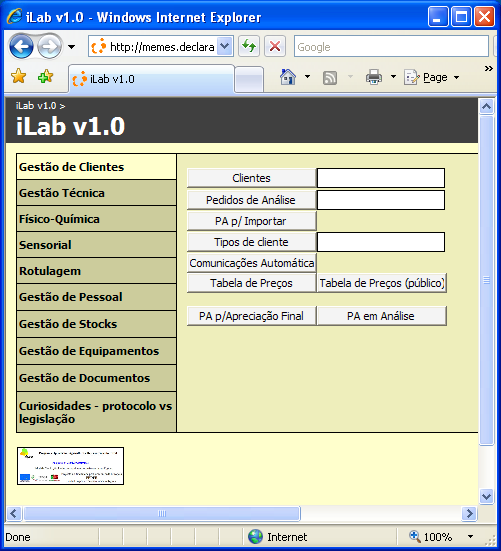 iLab v1.0 - Windows Internet Explorer
http://memes.declara
Google
iLab v1.0
Page
iLab v1.0 >
iLab v1.0
Gestão de Clientes
Gestão Técnica
Físico-Química
Sensorial
Rotulagem
Gestão de Pessoal
Gestão de Stocks
Gestão de Equipamentos
Gestão de Documentos
Curiosidades - protocolo vs
legislação
Clientes
Pedidos de Análise
PA p/ Importar
Tipos de cliente
Comunicações Automática
Tabela de Preços Tabela de Preços (público)
PA p/Apreciação Final PA em Análise
Done Internet 100%